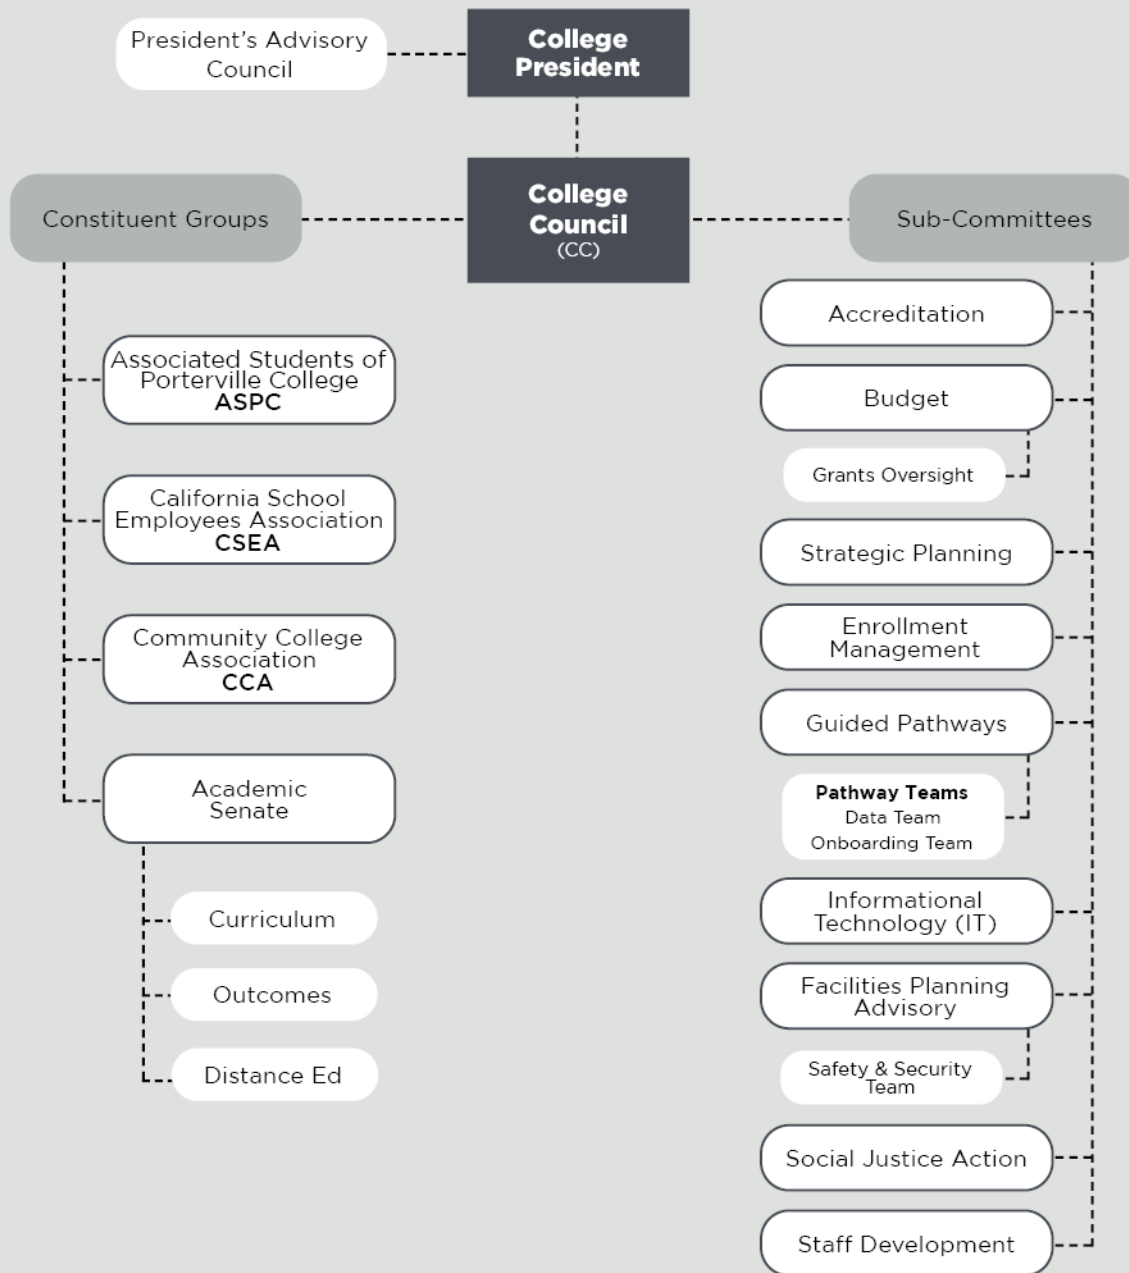 President's Advisory
Council
College
President
College
Council
(CC)
Constituent Groups
Sub-Committees
Associated Students of
Porterville College
ASPC
California School
Employees Association
CSEA
Community College
Association
CCA
Academic
Senate
Curriculum
Outcomes
Distance Ed
Accreditation
Budget
Grants Oversight
Strategic Planning
Enrollment
Management
Guided Pathways
Pathway Teams
Data Team
Onboarding Team
Informational
Technology (IT)
Facilities Planning
Advisory
Safety & Security
Team
Social Justice Action
Staff Development